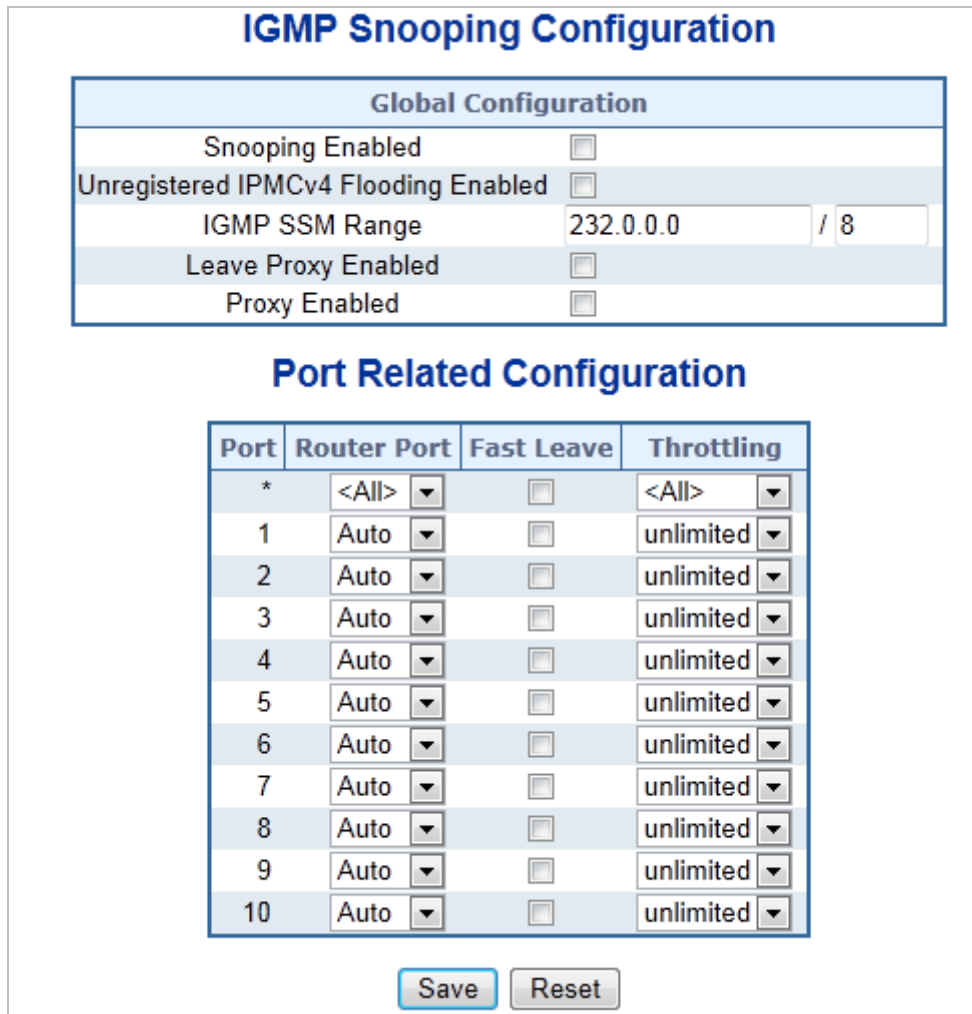 IGMP Snooping Configuration
Global Configuration
Snooping Enabled
Unregistered IPMCv4 Flooding Enabled
IGMP SSM Range 232.0.0.0 / 8
Leave Proxy Enabled
Proxy Enabled
Port Related Configuration
Port Router Port Fast Leave Throttling
* <All> <All>
1 Auto unlimited
2 Auto unlimited
3 Auto unlimited
4 Auto unlimited
5 Auto unlimited
6 Auto unlimited
7 Auto unlimited
8 Auto unlimited
9 Auto unlimited
10 Auto unlimited
Save Reset